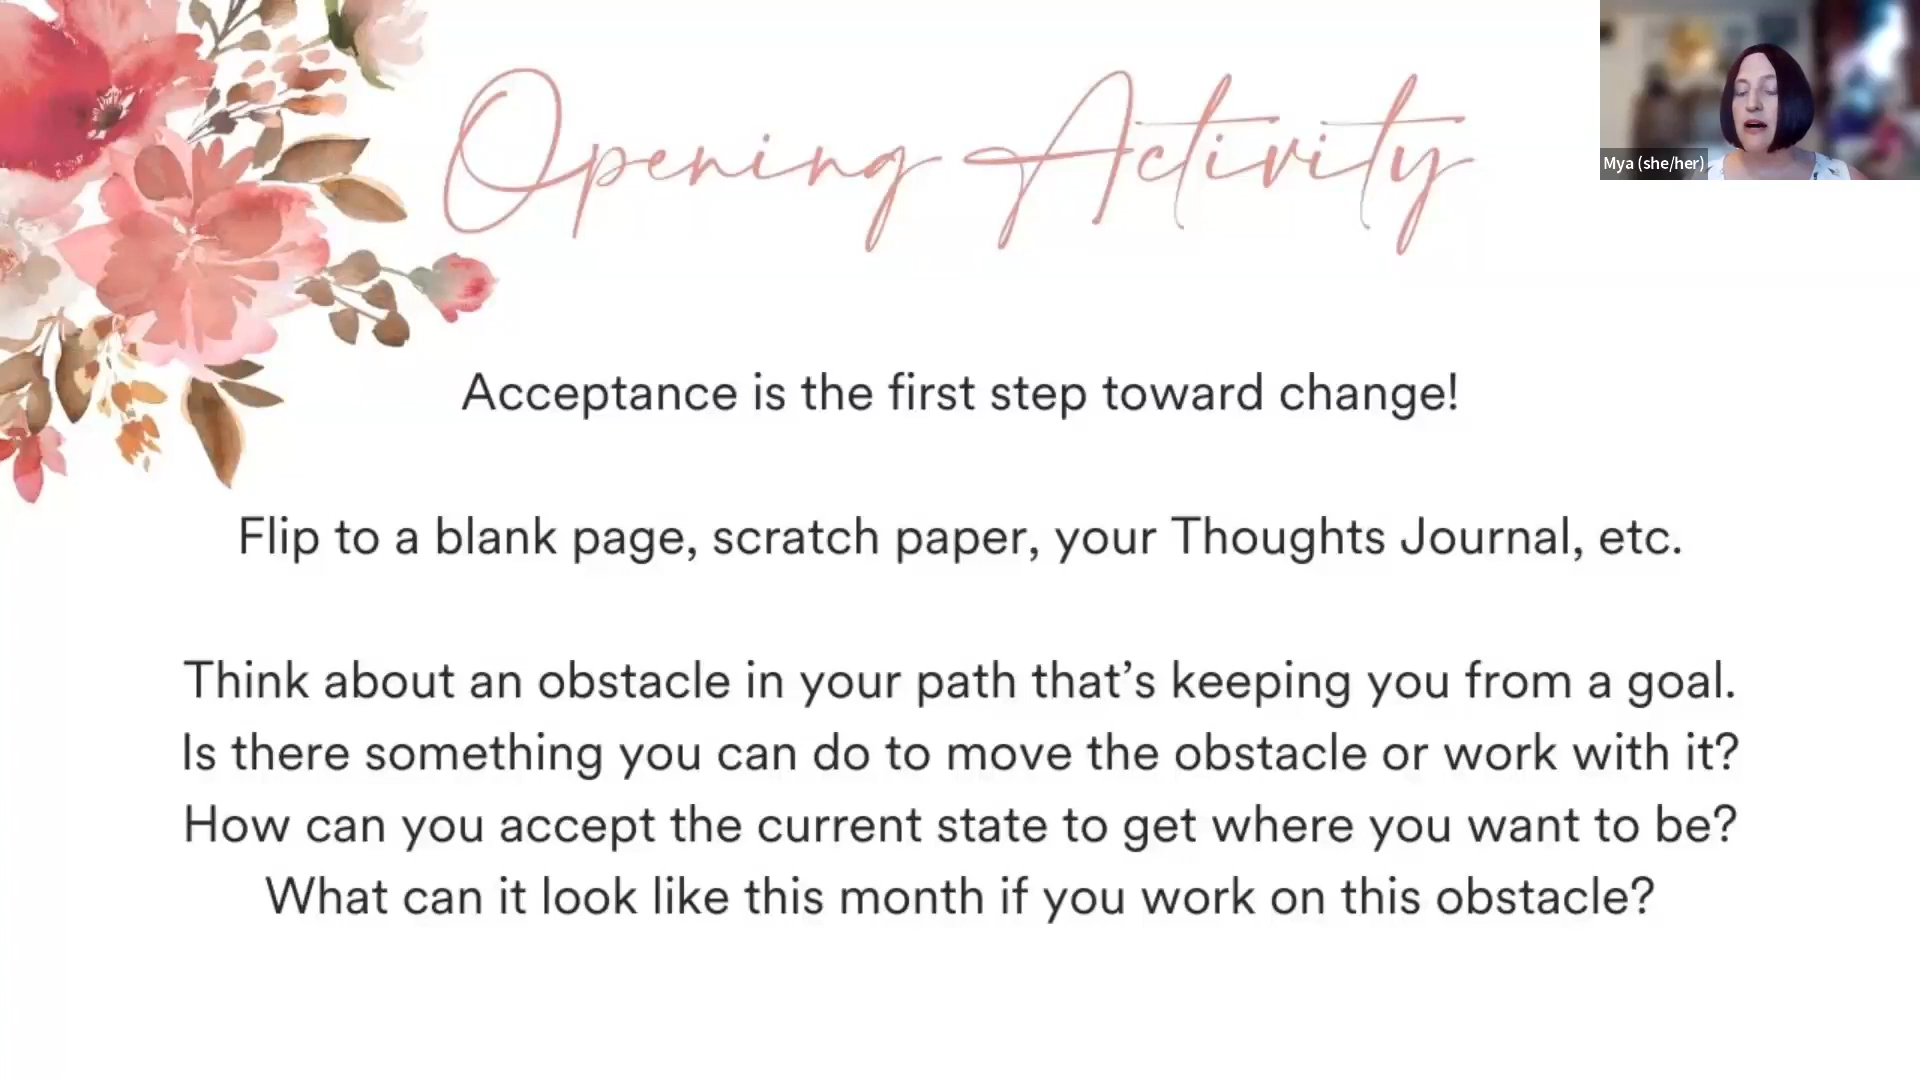 Opening Activity
Mya (she/her)
Acceptance is the first step toward change!
Flip to a blank page, scratch paper, your Thoughts Journal, etc.
Think about an obstacle in your path that’s keeping you from a goal.
Is there something you can do to move the obstacle or work with it?
How can you accept the current state to get where you want to be?
What can it look like this month if you work on this obstacle?